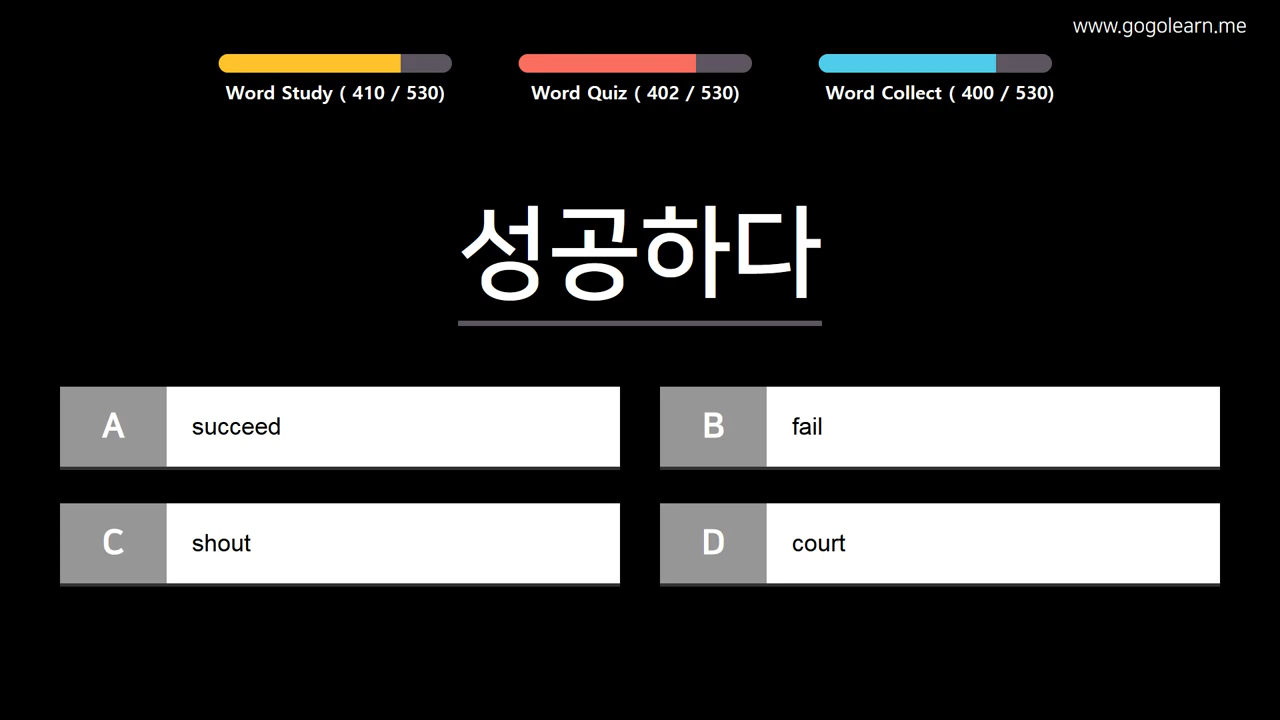 www.gogolearn.me
Word Study ( 410 / 530)
Word Quiz ( 402 / 530)
Word Collect ( 400 / 530)
성공하다
A succeed
B fail
C shout
D court